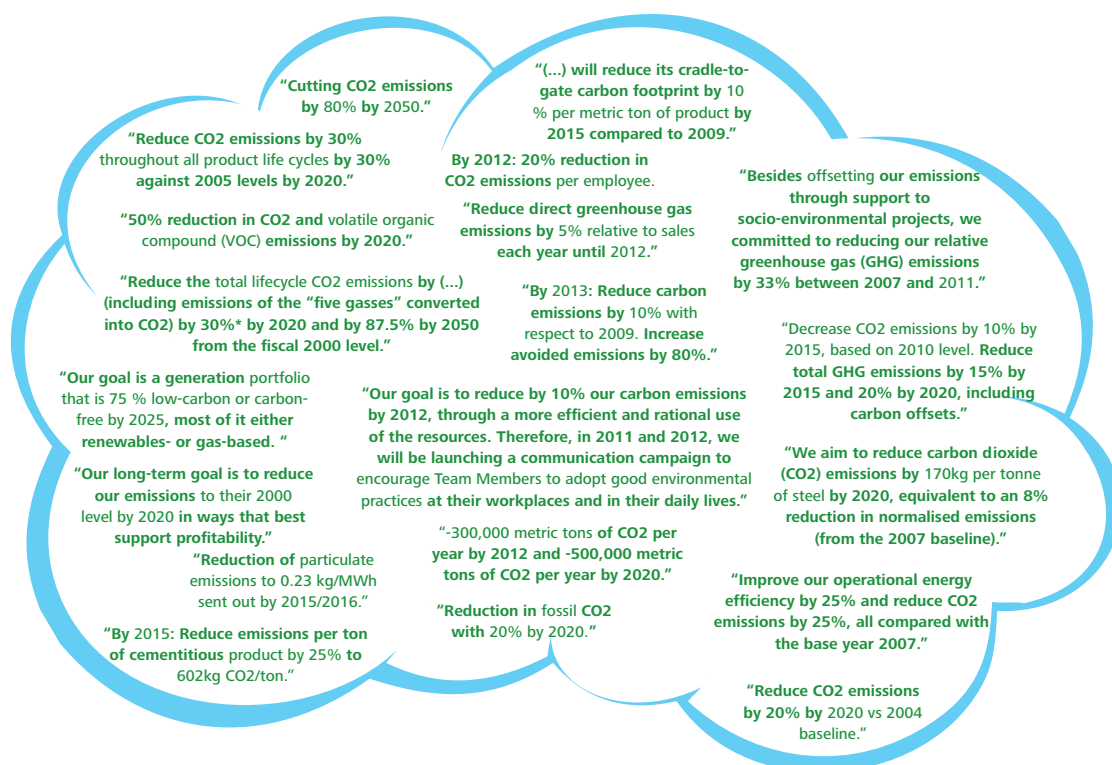 “Cutting CO2 emissions
by 80% by 2050.”
“(...) will reduce its cradle-to-
gate carbon footprint by 10
% per metric ton of product by
2015 compared to 2009.”
“Reduce CO2 emissions by 30%
throughout all product life cycles by 30%
against 2005 levels by 2020.”
By 2012: 20% reduction in
CO2 emissions per employee.
“Besides offsetting our emissions
through support to
socio-environmental projects, we
committed to reducing our relative
greenhouse gas (GHG) emissions
by 33% between 2007 and 2011.”
“50% reduction in CO2 and volatile organic
compound (VOC) emissions by 2020.”
“Reduce direct greenhouse gas
emissions by 5% relative to sales
each year until 2012.”
“Reduce the total lifecycle CO2 emissions by (...)
(including emissions of the “five gasses” converted
into CO2) by 30%* by 2020 and by 87.5% by 2050
from the fiscal 2000 level.”
“By 2013: Reduce carbon
emissions by 10% with
respect to 2009. Increase
avoided emissions by 80%.”
“Decrease CO2 emissions by 10% by
2015, based on 2010 level. Reduce
total GHG emissions by 15% by
2015 and 20% by 2020, including
carbon offsets.”
“Our goal is a generation portfolio
that is 75 % low-carbon or carbon-
free by 2025, most of it either
renewables- or gas-based. “
“Our goal is to reduce by 10% our carbon emissions
by 2012, through a more efficient and rational use
of the resources. Therefore, in 2011 and 2012, we
will be launching a communication campaign to
encourage Team Members to adopt good environmental
practices at their workplaces and in their daily lives.”
“We aim to reduce carbon dioxide
(CO2) emissions by 170kg per tonne
of steel by 2020, equivalent to an 8%
reduction in normalised emissions
(from the 2007 baseline).”
“Our long-term goal is to reduce
our emissions to their 2000
level by 2020 in ways that best
support profitability.”
“-300,000 metric tons of CO2 per
year by 2012 and -500,000 metric
tons of CO2 per year by 2020.”
“Reduction of particulate
emissions to 0.23 kg/MWh
sent out by 2015/2016.”
“Improve our operational energy
efficiency by 25% and reduce CO2
emissions by 25%, all compared with
the base year 2007.”
“Reduction in fossil CO2
with 20% by 2020.”
“By 2015: Reduce emissions per ton
of cementitious product by 25% to
602kg CO2/ton.”
“Reduce CO2 emissions
by 20% by 2020 vs 2004
baseline.”